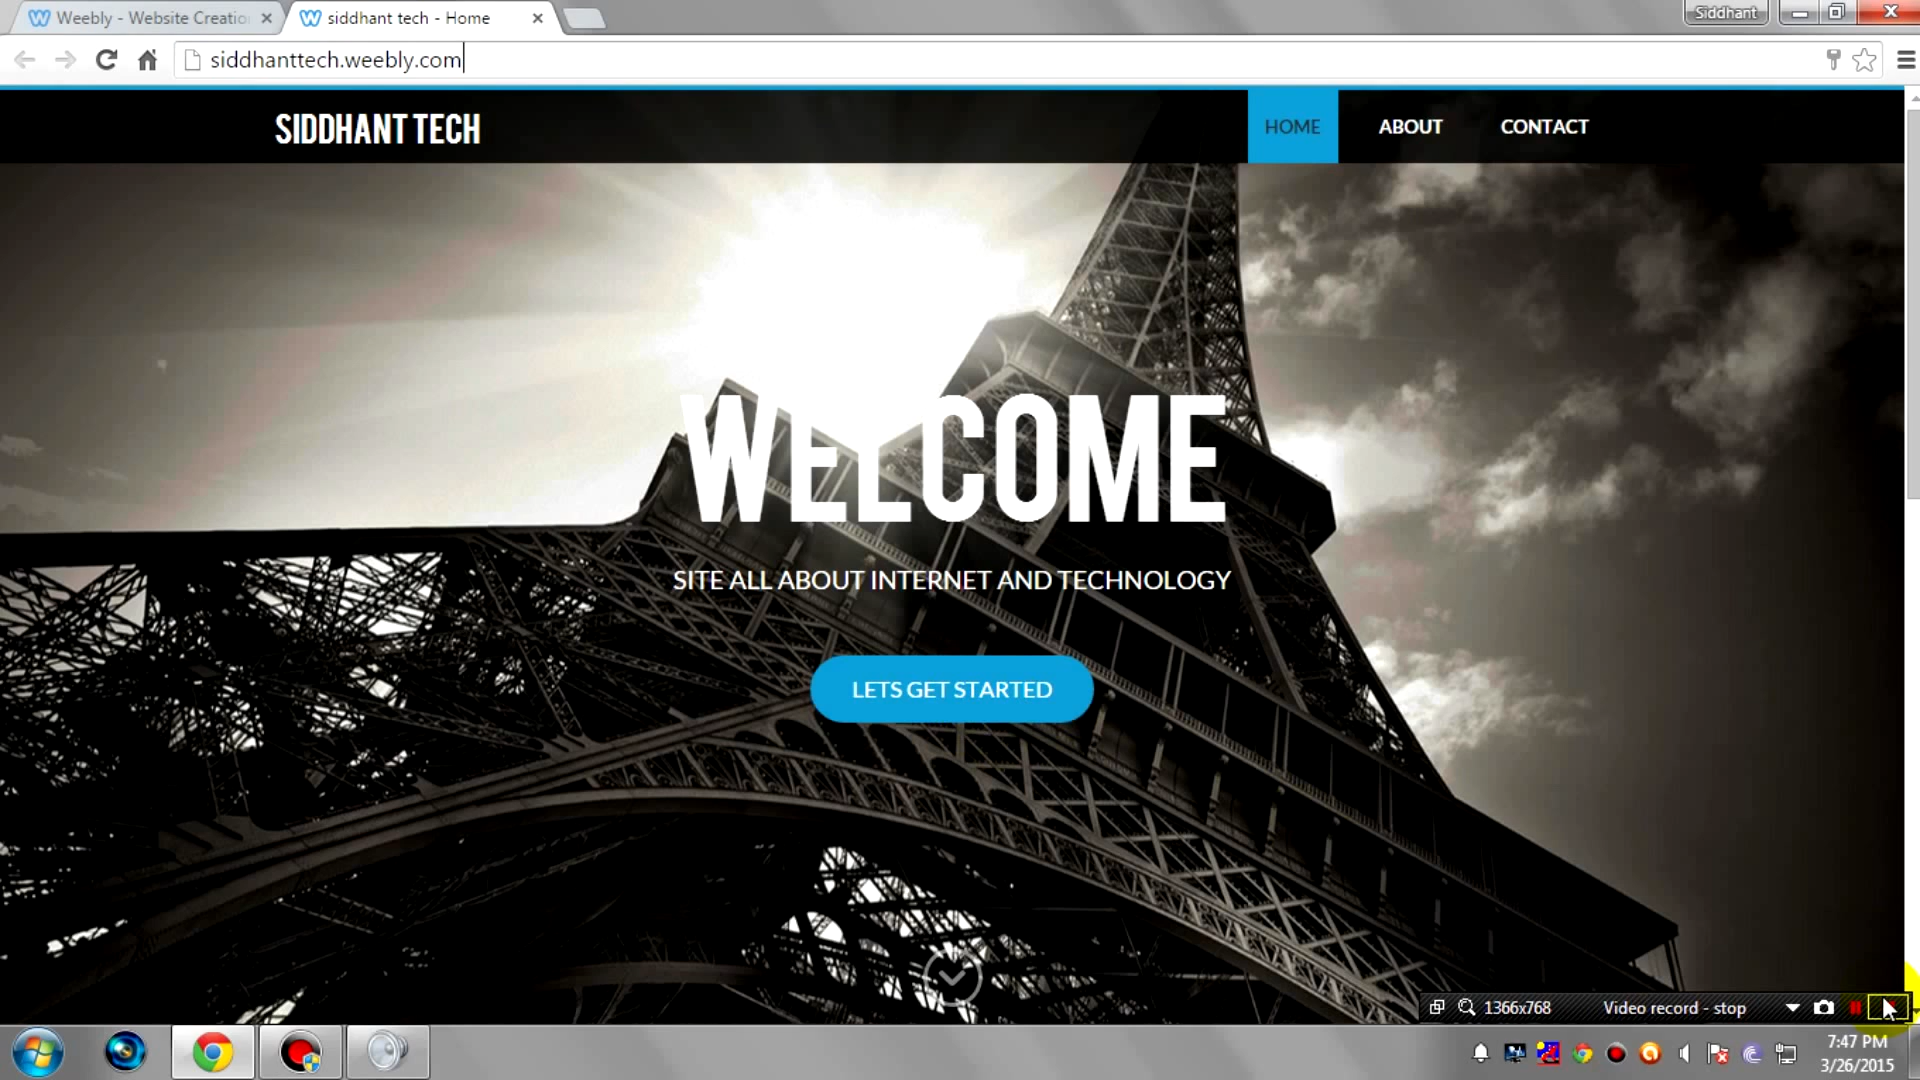 Weebly - Website Creatio
siddhant tech - Home
Siddhant
siddhanttech.weebly.com
SIDDHANT TECH
HOME
ABOUT
CONTACT
WELCOME
SITE ALL ABOUT INTERNET AND TECHNOLOGY
LETS GET STARTED
1366x768
Video record - stop
7:47 PM
3/26/2015